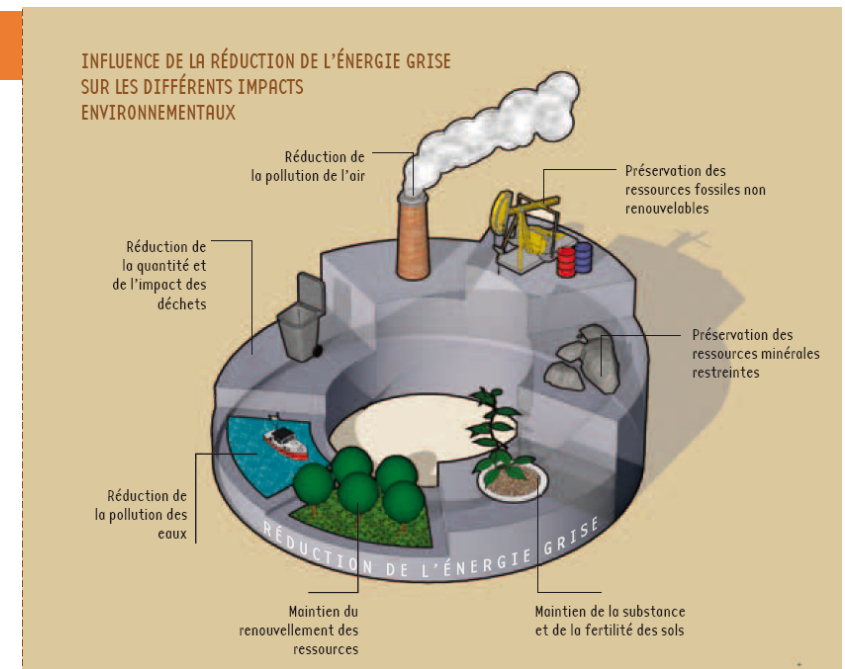 INFLUENCE DE LA RÉDUCTION DE L'ÉNERGIE GRISE
SUR LES DIFFÉRENTS IMPACTS
ENVIRONNEMENTAUX
Réduction de
la pollution de l'air
Préservation des
ressources fossiles non
renouvelables
Réduction de
la quantité et
de l'impact des
déchets
Préservation des
ressources minérales
restreintes
Réduction de
la pollution des
eaux
RÉDUCTION DE L'ÉNERGIE GRISE
Maintien du
renouvellement des
ressources
Maintien de la substance
et de la fertilité des sols